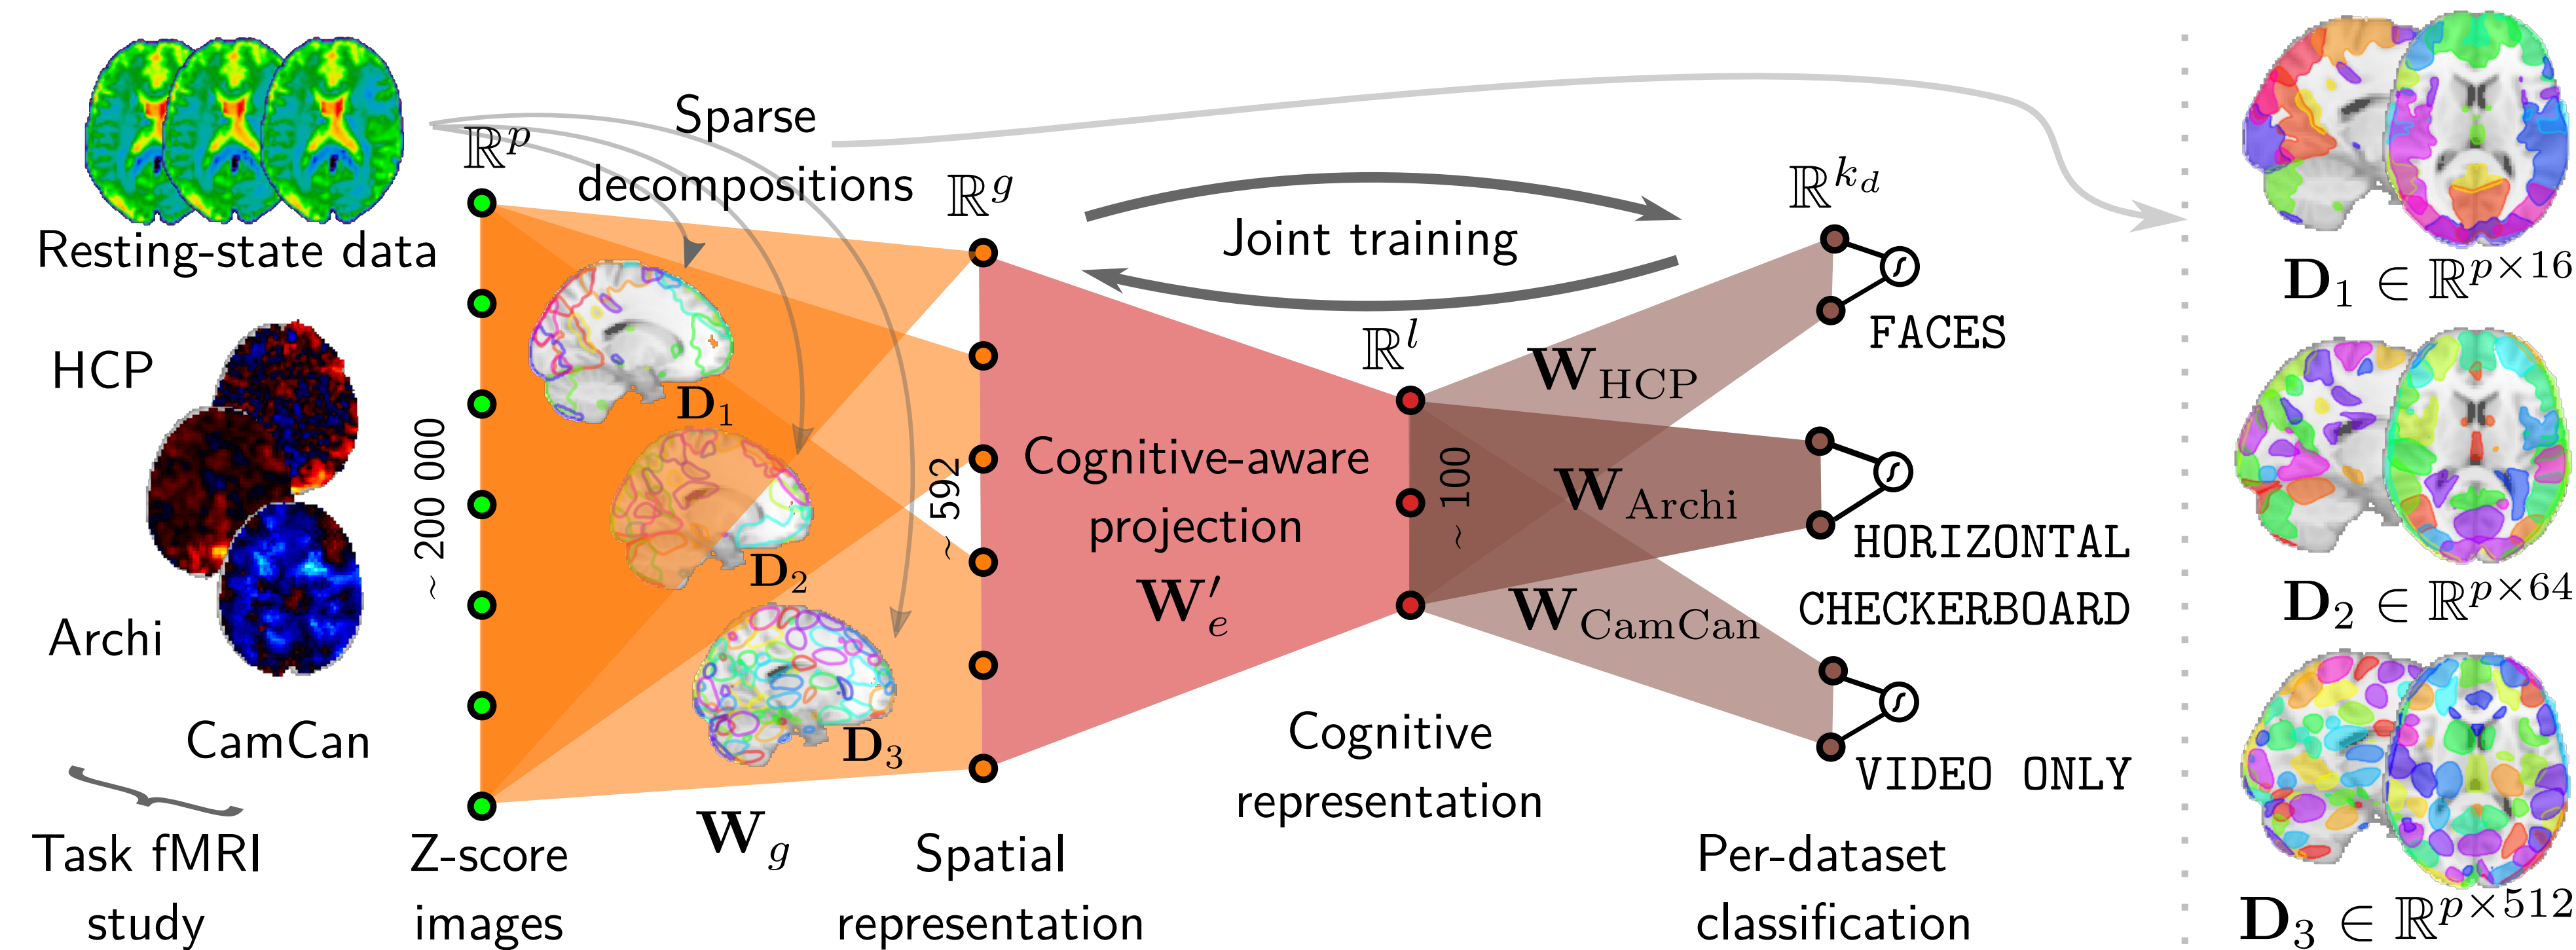 Resting-state data
HCP
Archi
CamCan
Task fMRI
study
ℝ^p
~ 200 000
Z-score
images
Sparse
decompositions
D_1
D_2
D_3
W_g
ℝ^g
~ 592
Spatial
representation
Joint training
Cognitive-aware
projection
W′_e
ℝ^l
~ 100
Cognitive
representation
W_HCP
W_Archi
W_CamCan
ℝ^{k_d}
FACES
HORIZONTAL
CHECKERBOARD
VIDEO ONLY
Per-dataset
classification
D_1 ∈ ℝ^{p×16}
D_2 ∈ ℝ^{p×64}
D_3 ∈ ℝ^{p×512}